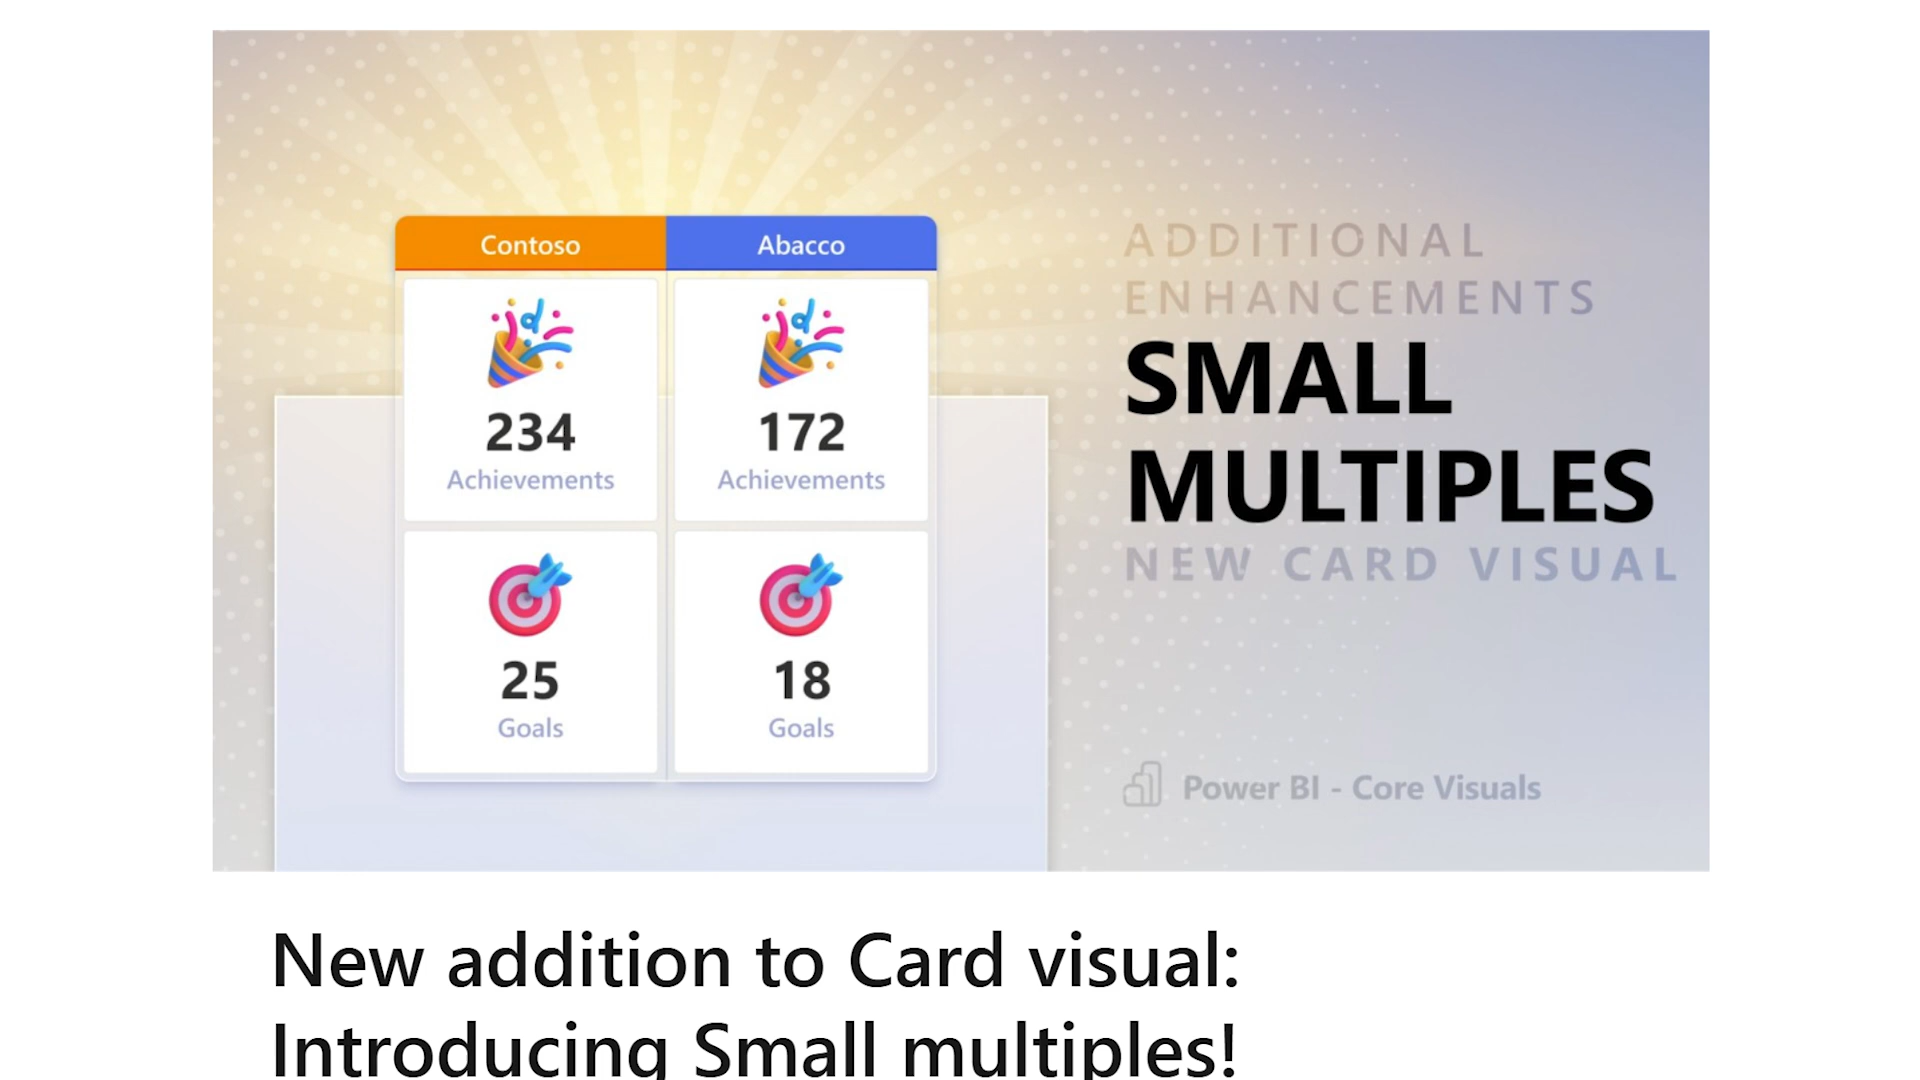 Contoso
Abacco
234
172
Achievements
Achievements
25
18
Goals
Goals
ADDITIONAL
ENHANCEMENTS
SMALL
MULTIPLES
NEW CARD VISUAL
Power BI - Core Visuals
New addition to Card visual:
Introducing Small multiples!